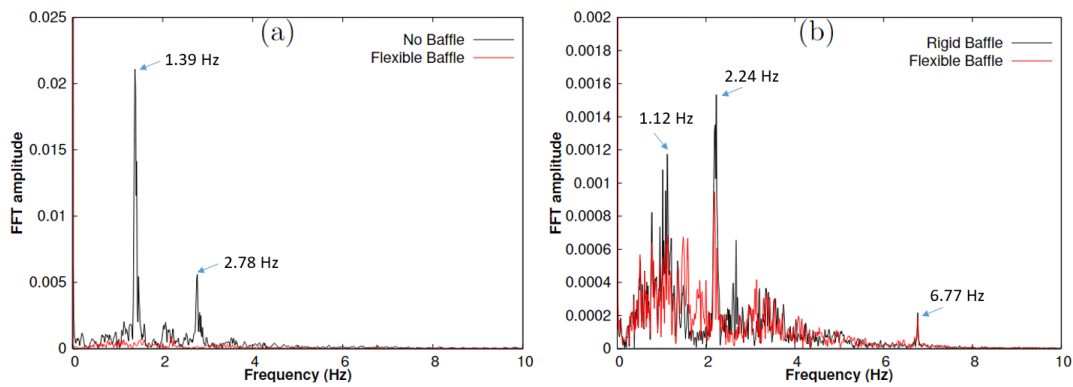 (a)
No Baffle
Flexible Baffle
1.39 Hz
2.78 Hz
0.025
0.02
0.015
0.01
0.005
0
0 2 4 6 8 10
FFT amplitude
Frequency (Hz)
(b)
Rigid Baffle
Flexible Baffle
2.24 Hz
1.12 Hz
6.77 Hz
0.002
0.0018
0.0016
0.0014
0.0012
0.001
0.0008
0.0006
0.0004
0.0002
0
0 2 4 6 8 10
FFT amplitude
Frequency (Hz)